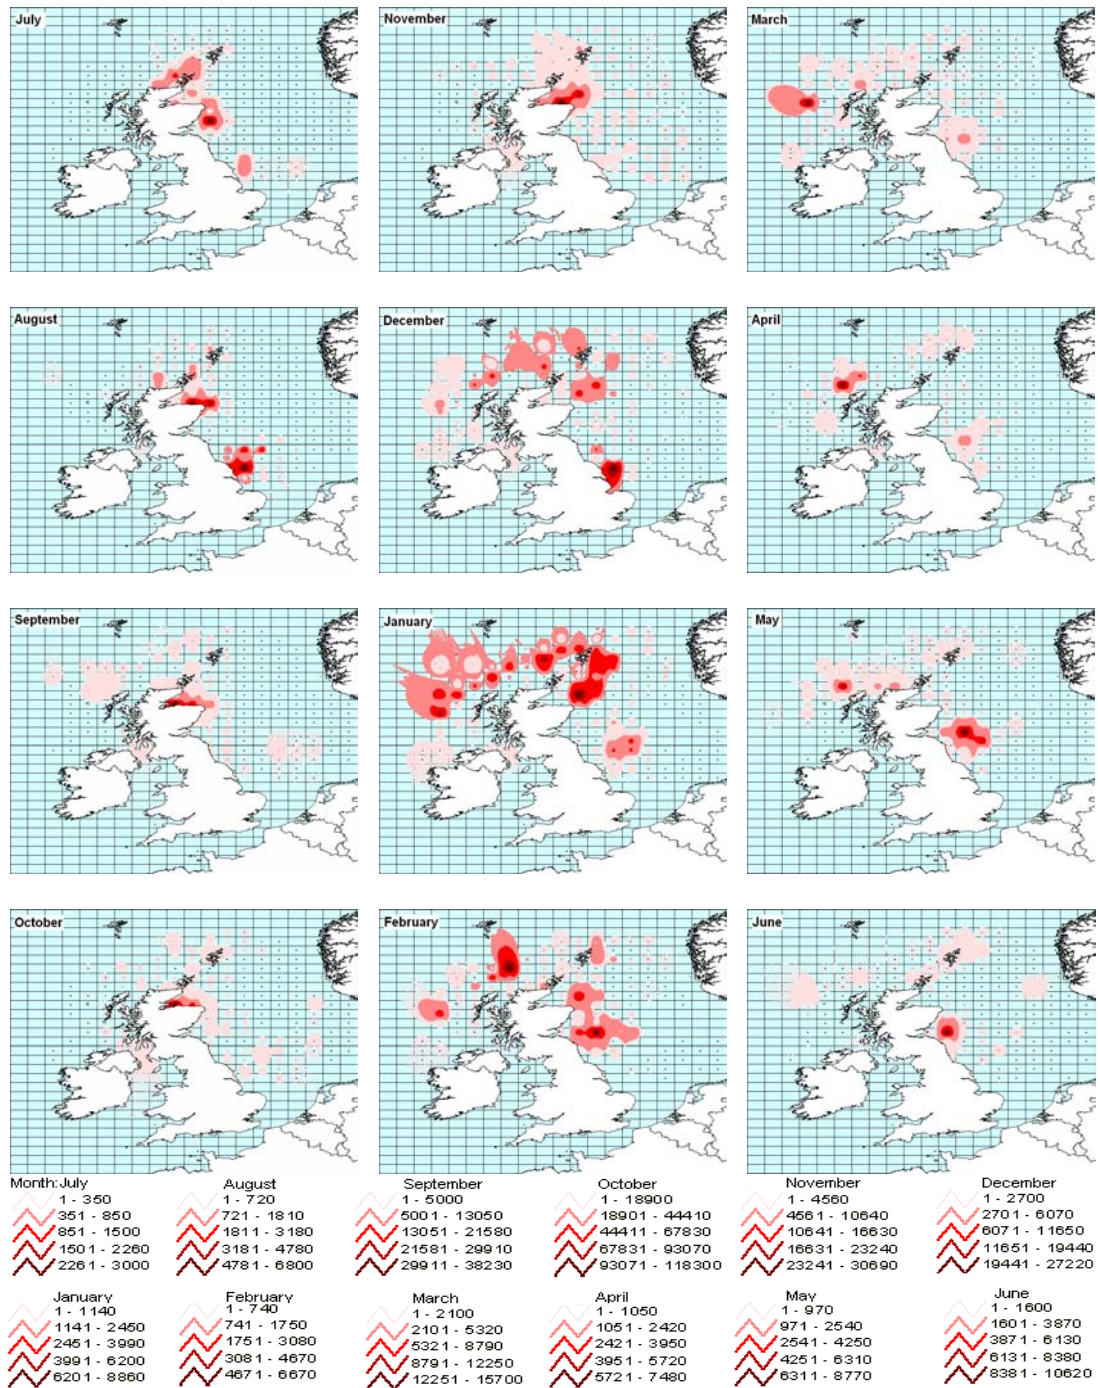 July
November
March
August
December
April
September
January
May
October
February
June
Month: July
1 - 350
351 - 850
851 - 1500
1501 - 2260
2261 - 3000
August
1 - 720
721 - 1810
1811 - 3180
3181 - 4780
4781 - 6800
September
1 - 5000
5001 - 13050
13051 - 21580
21581 - 29910
29911 - 38230
October
1 - 18900
18901 - 44410
44411 - 67830
67831 - 93070
93071 - 118300
November
1 - 4560
4561 - 10640
10641 - 16630
16631 - 23240
23241 - 30690
December
1 - 2700
2701 - 6070
6071 - 11650
11651 - 19440
19441 - 27220
January
1 - 1140
1141 - 2450
2451 - 3990
3991 - 6200
6201 - 8860
February
1 - 740
741 - 1750
1751 - 3080
3081 - 4670
4671 - 6670
March
1 - 2100
2101 - 5320
5321 - 8790
8791 - 12250
12251 - 15700
April
1 - 1050
1051 - 2420
2421 - 3950
3951 - 5720
5721 - 7480
May
1 - 970
971 - 2540
2541 - 4250
4251 - 6310
6311 - 8770
June
1 - 1600
1601 - 3870
3871 - 6130
6131 - 8380
8381 - 10620